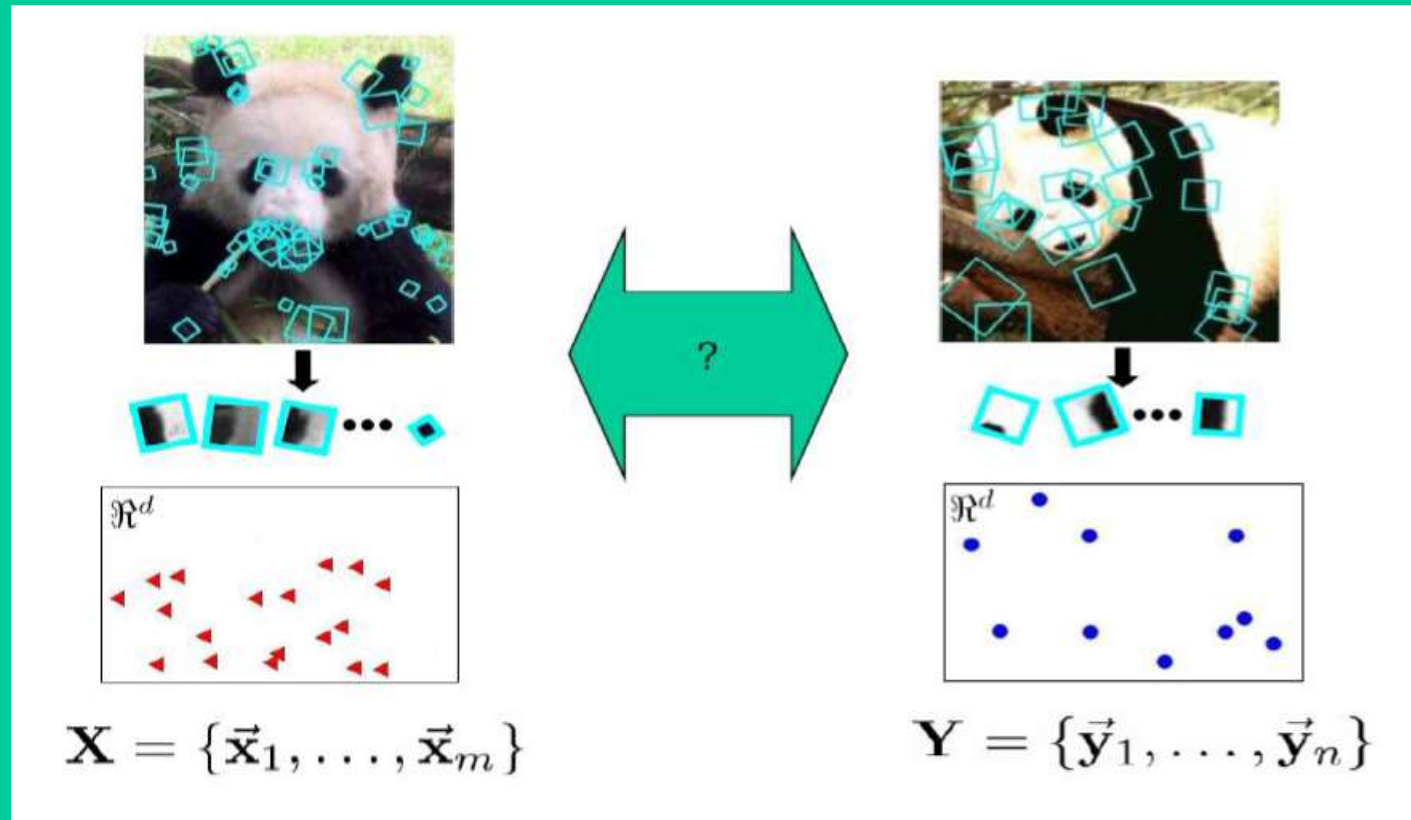 ?
ℜ^d
ℜ^d
X = {x⃗_1, . . . , x⃗_m}
Y = {y⃗_1, . . . , y⃗_n}